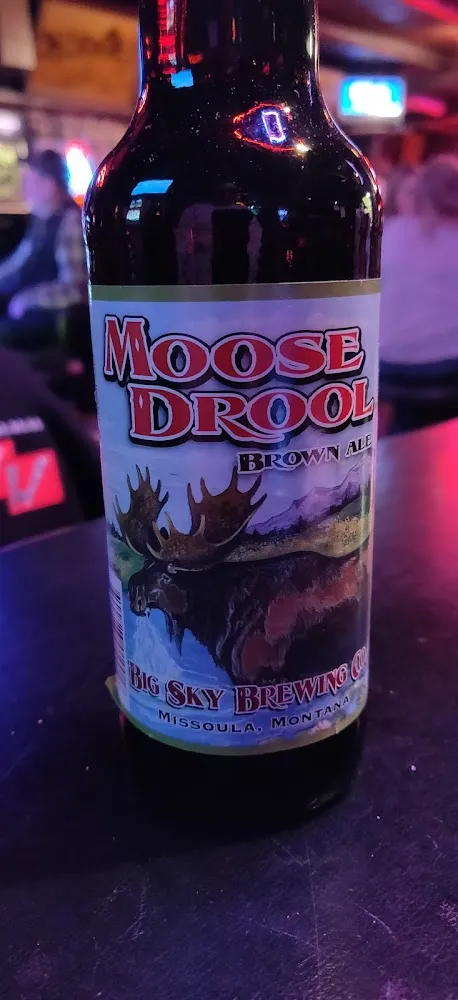 MOOSE
DROOL
BROWN ALE
BIG SKY BREWING CO.
MISSOULA, MONTANA